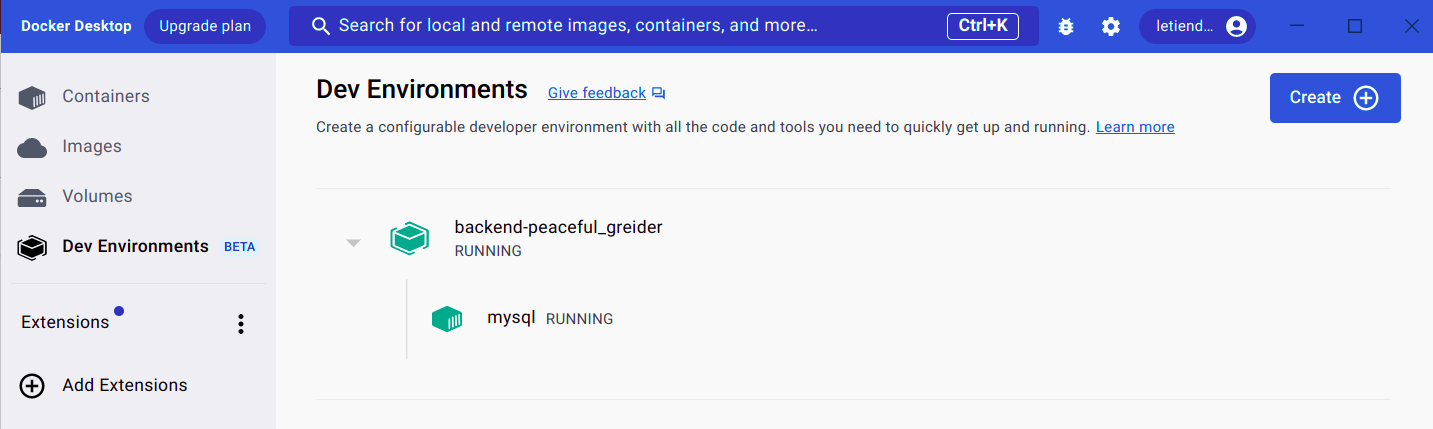 Docker Desktop
Upgrade plan
Search for local and remote images, containers, and more...
Ctrl+K
letiend...
Containers
Images
Volumes
Dev Environments BETA
Extensions
Add Extensions
Dev Environments
Give feedback
Create a configurable developer environment with all the code and tools you need to quickly get up and running. Learn more
Create
backend-peaceful_greider
RUNNING
mysql RUNNING